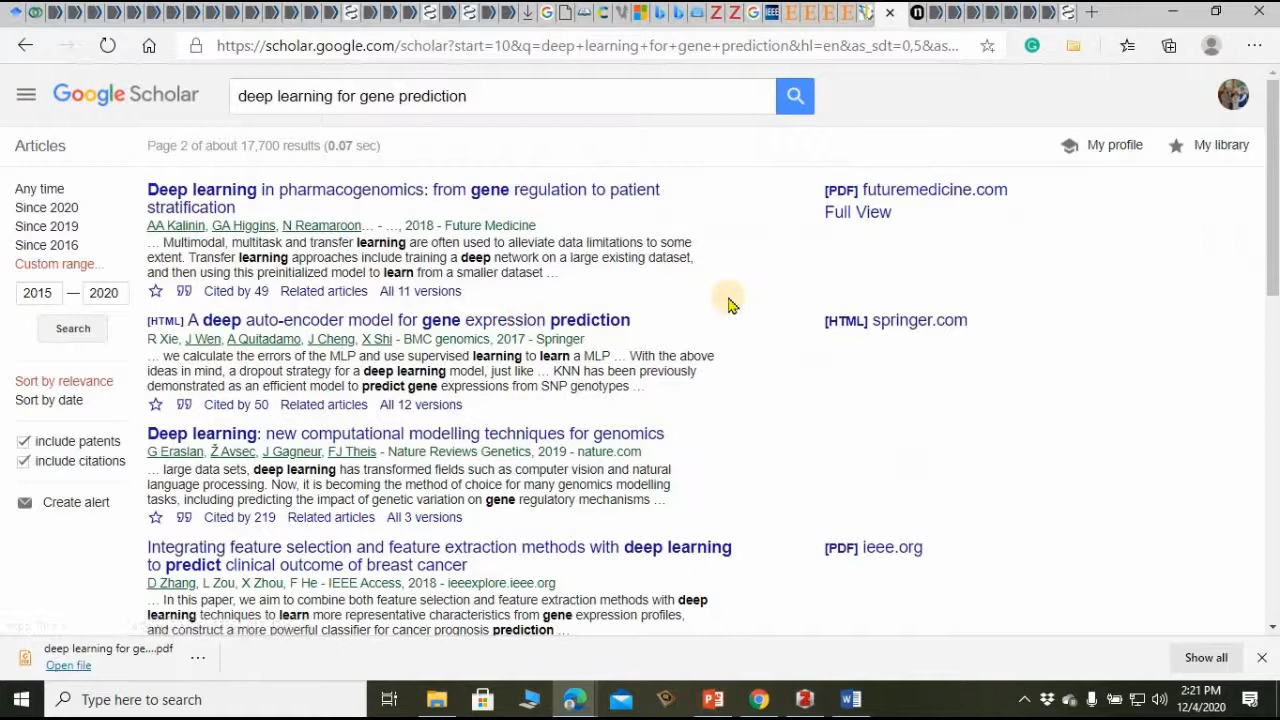 https://scholar.google.com/scholar?start=10&q=deep+learning+for+gene+prediction&hl=en&as_sdt=0,5&as...
Google Scholar
deep learning for gene prediction
Articles
Page 2 of about 17,700 results (0.07 sec)
My profile
My library
Any time
Since 2020
Since 2019
Since 2016
Custom range...
2015 — 2020
Search
Sort by relevance
Sort by date
include patents
include citations
Create alert
Deep learning in pharmacogenomics: from gene regulation to patient
stratification
AA Kalinin, GA Higgins, N Reamaroon... - ..., 2018 - Future Medicine
... Multimodal, multitask and transfer learning are often used to alleviate data limitations to some
extent. Transfer learning approaches include training a deep network on a large existing dataset,
and then using this preinitialized model to learn from a smaller dataset ...
Cited by 49 Related articles All 11 versions
[PDF] futuremedicine.com
Full View
[HTML] A deep auto-encoder model for gene expression prediction
R Xie, J Wen, A Quitadamo, J Cheng, X Shi - BMC genomics, 2017 - Springer
... we calculate the errors of the MLP and use supervised learning to learn a MLP ... With the above
ideas in mind, a dropout strategy for a deep learning model, just like ... KNN has been previously
demonstrated as an efficient model to predict gene expressions from SNP genotypes ...
Cited by 50 Related articles All 12 versions
[HTML] springer.com
Deep learning: new computational modelling techniques for genomics
G Eraslan, Ž Avsec, J Gagneur, FJ Theis - Nature Reviews Genetics, 2019 - nature.com
... large data sets, deep learning has transformed fields such as computer vision and natural
language processing. Now, it is becoming the method of choice for many genomics modelling
tasks, including predicting the impact of genetic variation on gene regulatory mechanisms ...
Cited by 219 Related articles All 3 versions
Integrating feature selection and feature extraction methods with deep learning
to predict clinical outcome of breast cancer
D Zhang, L Zou, X Zhou, F He - IEEE Access, 2018 - ieeexplore.ieee.org
... In this paper, we aim to combine both feature selection and feature extraction methods with deep
learning techniques to learn more representative characteristics from gene expression profiles,
and construct a more powerful classifier for cancer prognosis prediction ...
[PDF] ieee.org
deep learning for ge....pdf
Open file
Show all
Type here to search
2:21 PM
12/4/2020